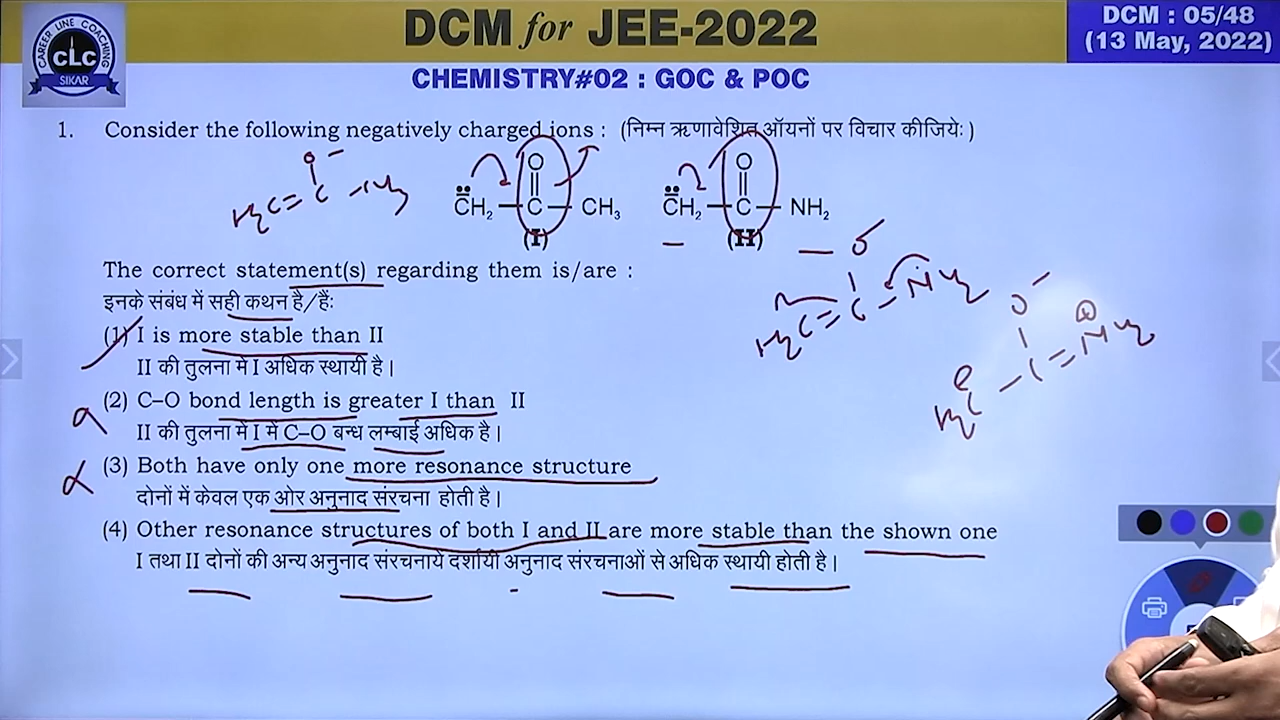 CAREER LINE COACHING
CLC
SIKAR
DCM for JEE-2022
DCM : 05/48
(13 May, 2022)
CHEMISTRY#02 : GOC & POC
1. Consider the following negatively charged ions : (निम्न ऋणावेशित ऑयनों पर विचार कीजियेः )
O O
CH₂ – C – CH₃ CH₂ – C – NH₂
(I) (II)
The correct statement(s) regarding them is/are :
इनके संबंध में सही कथन है/हैंः
(1) I is more stable than II
II की तुलना में I अधिक स्थायी है।
(2) C–O bond length is greater I than II
II की तुलना में I में C–O बन्ध लम्बाई अधिक है।
(3) Both have only one more resonance structure
दोनों में केवल एक ओर अनुनाद संरचना होती है।
(4) Other resonance structures of both I and II are more stable than the shown one
I तथा II दोनों की अन्य अनुनाद संरचनायें दर्शायी अनुनाद संरचनाओं से अधिक स्थायी होती है।